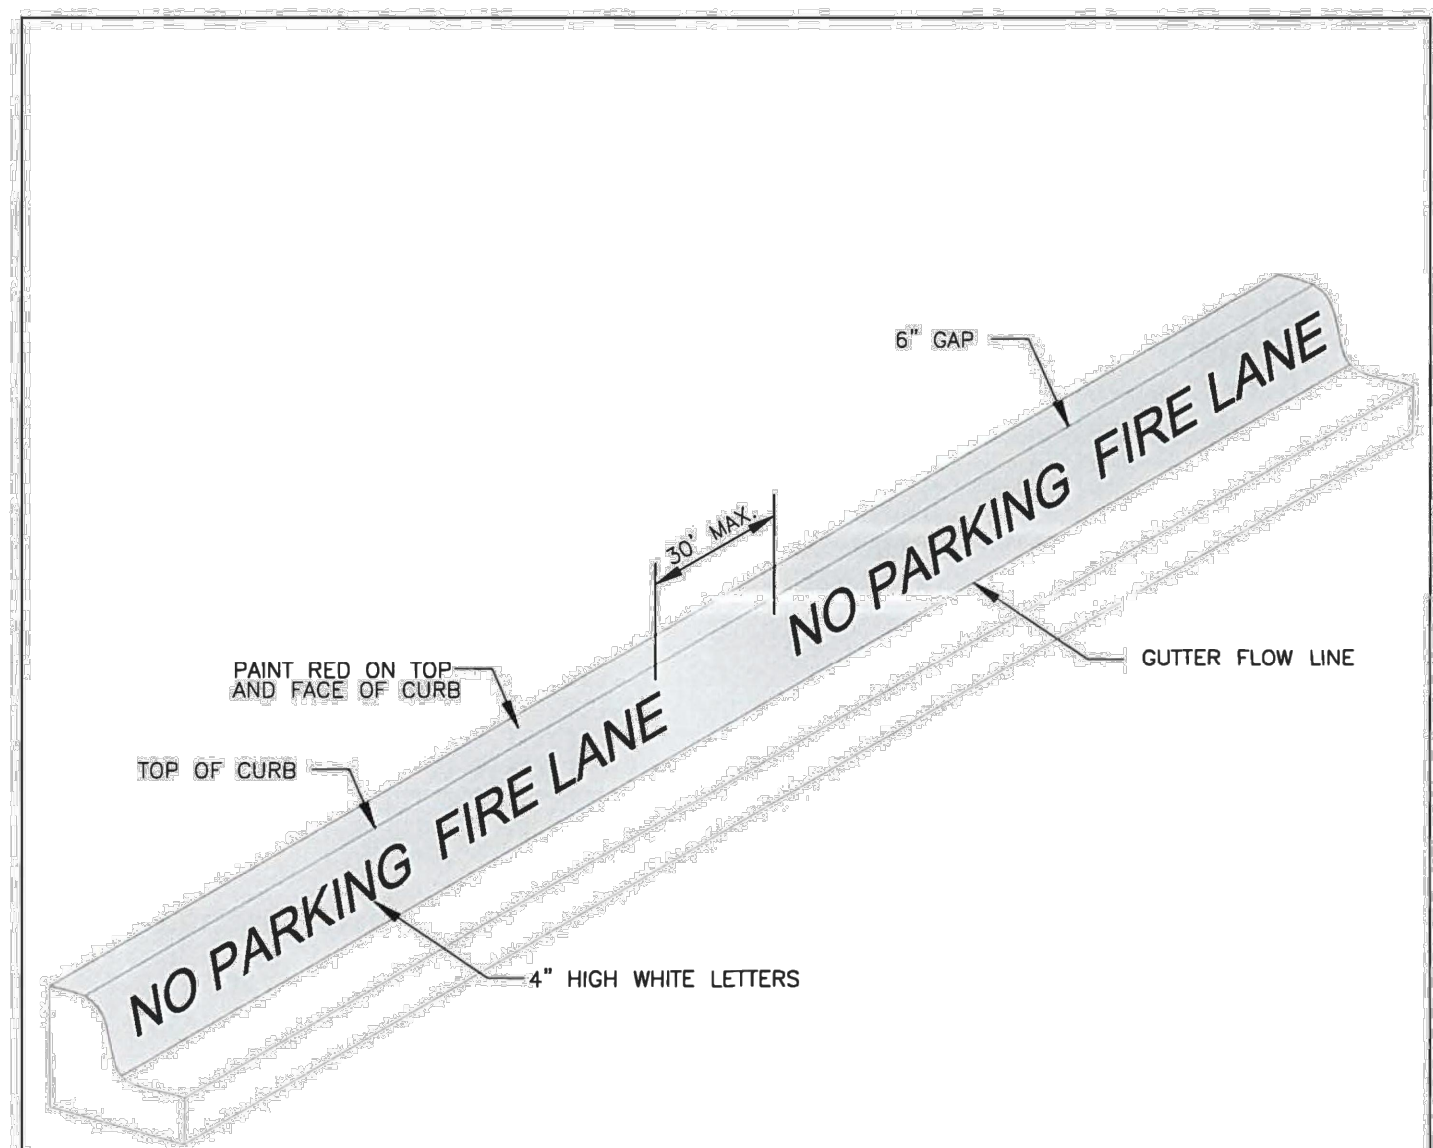 6" GAP
30' MAX.
NO PARKING FIRE LANE
GUTTER FLOW LINE
PAINT RED ON TOP
AND FACE OF CURB
TOP OF CURB
NO PARKING FIRE LANE
4" HIGH WHITE LETTERS